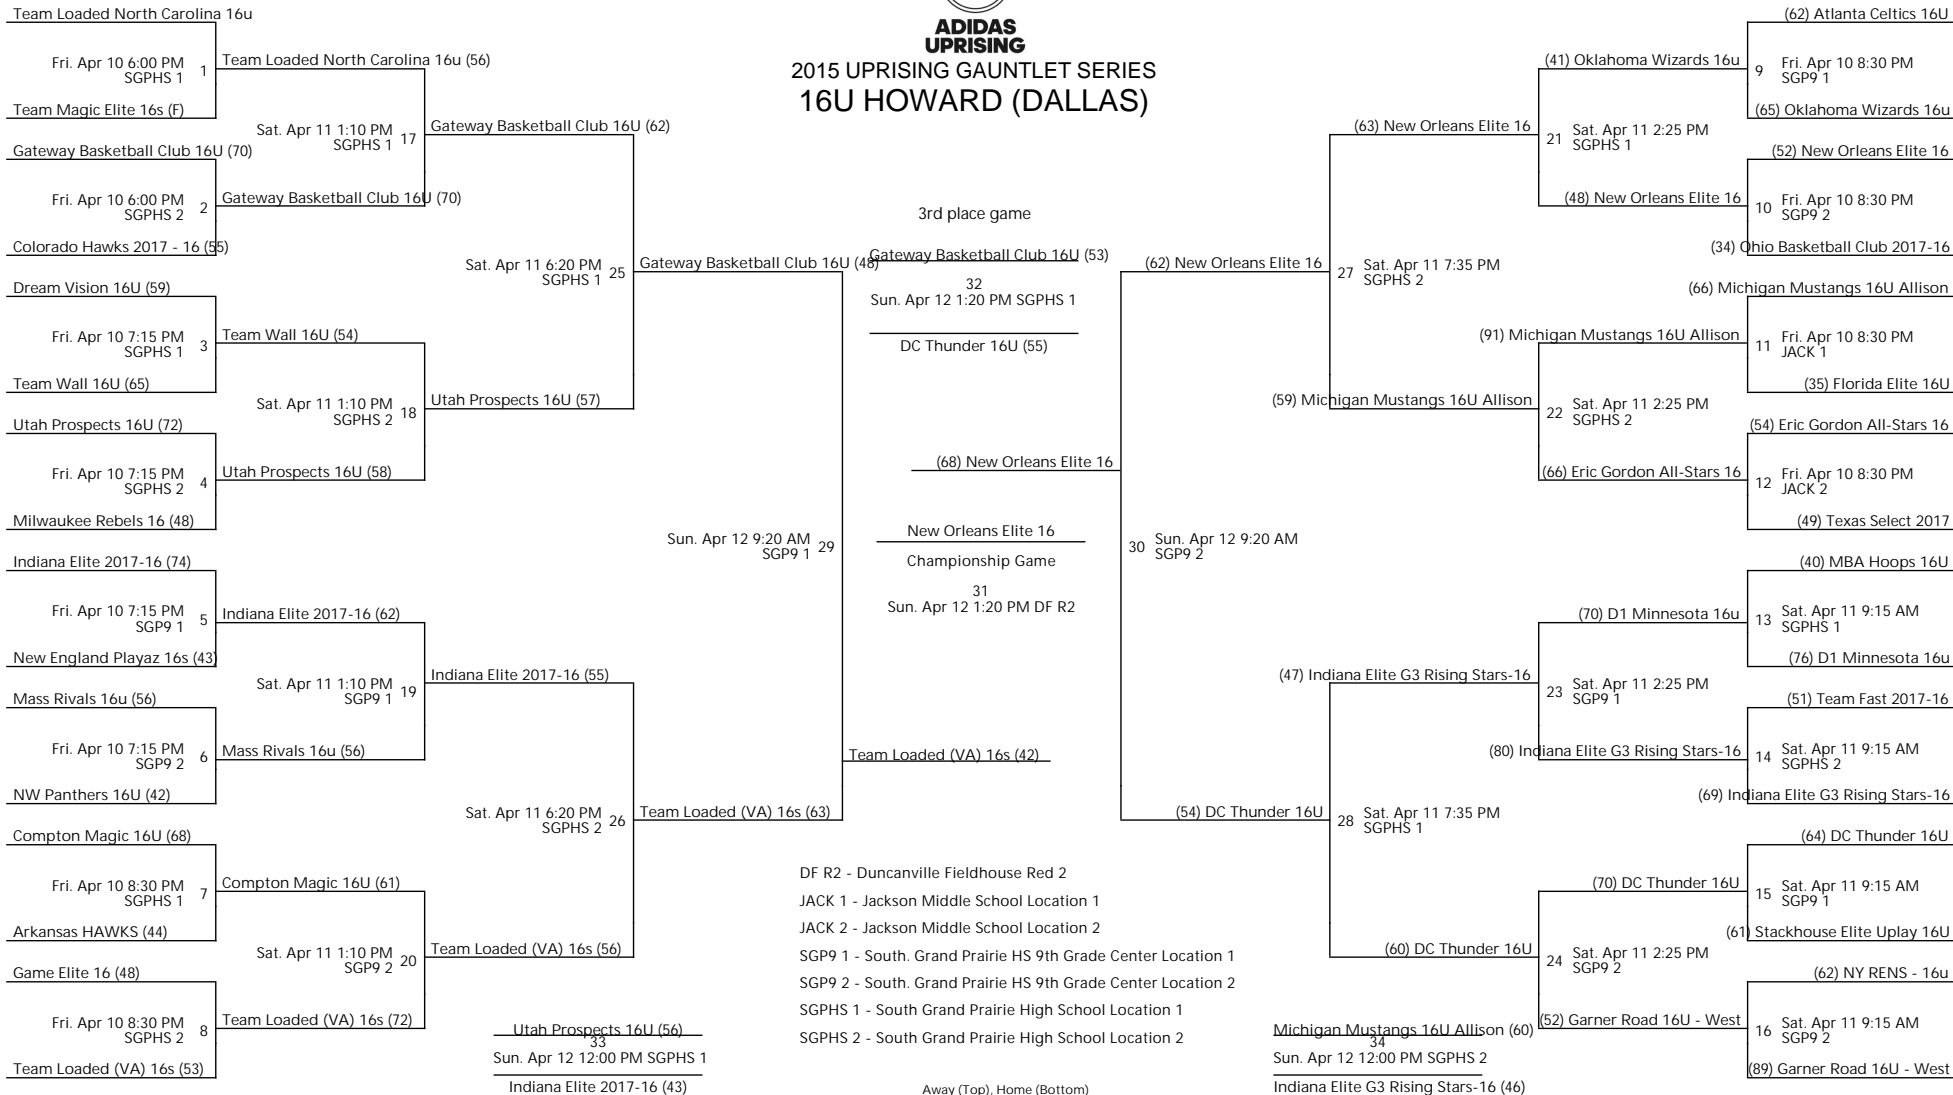 ADIDAS
UPRISING
2015 UPRISING GAUNTLET SERIES
16U HOWARD (DALLAS)
Team Loaded North Carolina 16u
Fri. Apr 10 6:00 PM
SGPHS 1
1
Team Magic Elite 16s (F)
Gateway Basketball Club 16U (70)
Fri. Apr 10 6:00 PM
SGPHS 2
2
Colorado Hawks 2017 - 16 (55)
Dream Vision 16U (59)
Fri. Apr 10 7:15 PM
SGPHS 1
3
Team Wall 16U (65)
Utah Prospects 16U (72)
Fri. Apr 10 7:15 PM
SGPHS 2
4
Milwaukee Rebels 16 (48)
Indiana Elite 2017-16 (74)
Fri. Apr 10 7:15 PM
SGP9 1
5
New England Playaz 16s (43)
Mass Rivals 16u (56)
Fri. Apr 10 7:15 PM
SGP9 2
6
NW Panthers 16U (42)
Compton Magic 16U (68)
Fri. Apr 10 8:30 PM
SGPHS 1
7
Arkansas HAWKS (44)
Game Elite 16 (48)
Fri. Apr 10 8:30 PM
SGPHS 2
8
Team Loaded (VA) 16s (53)
Team Loaded North Carolina 16u (56)
Sat. Apr 11 1:10 PM
SGPHS 1
17
Gateway Basketball Club 16U (70)
Team Wall 16U (54)
Sat. Apr 11 1:10 PM
SGPHS 2
18
Utah Prospects 16U (58)
Indiana Elite 2017-16 (62)
Sat. Apr 11 1:10 PM
SGP9 1
19
Mass Rivals 16u (56)
Compton Magic 16U (61)
Sat. Apr 11 1:10 PM
SGP9 2
20
Team Loaded (VA) 16s (72)
Gateway Basketball Club 16U (62)
Sat. Apr 11 6:20 PM
SGPHS 1
25
Utah Prospects 16U (57)
Indiana Elite 2017-16 (55)
Sat. Apr 11 6:20 PM
SGPHS 2
26
Team Loaded (VA) 16s (56)
Gateway Basketball Club 16U (48)
Sun. Apr 12 9:20 AM
SGP9 1
29
Team Loaded (VA) 16s (63)
Team Loaded (VA) 16s (42)
3rd place game
Gateway Basketball Club 16U (53)
32
Sun. Apr 12 1:20 PM SGPHS 1
DC Thunder 16U (55)
(68) New Orleans Elite 16
New Orleans Elite 16
Championship Game
31
Sun. Apr 12 1:20 PM DF R2
(62) New Orleans Elite 16
30
Sun. Apr 12 9:20 AM
SGP9 2
(54) DC Thunder 16U
(63) New Orleans Elite 16
27
Sat. Apr 11 7:35 PM
SGPHS 2
(59) Michigan Mustangs 16U Allison
(47) Indiana Elite G3 Rising Stars-16
28
Sat. Apr 11 7:35 PM
SGPHS 1
(60) DC Thunder 16U
(41) Oklahoma Wizards 16u
21
Sat. Apr 11 2:25 PM
SGPHS 1
(48) New Orleans Elite 16
(91) Michigan Mustangs 16U Allison
22
Sat. Apr 11 2:25 PM
SGPHS 2
(66) Eric Gordon All-Stars 16
(70) D1 Minnesota 16u
23
Sat. Apr 11 2:25 PM
SGP9 1
(80) Indiana Elite G3 Rising Stars-16
(70) DC Thunder 16U
24
Sat. Apr 11 2:25 PM
SGP9 2
(52) Garner Road 16U - West
(62) Atlanta Celtics 16U
9
Fri. Apr 10 8:30 PM
SGP9 1
(65) Oklahoma Wizards 16u
(52) New Orleans Elite 16
10
Fri. Apr 10 8:30 PM
SGP9 2
(34) Ohio Basketball Club 2017-16
(66) Michigan Mustangs 16U Allison
11
Fri. Apr 10 8:30 PM
JACK 1
(35) Florida Elite 16U
(54) Eric Gordon All-Stars 16
12
Fri. Apr 10 8:30 PM
JACK 2
(49) Texas Select 2017
(40) MBA Hoops 16U
13
Sat. Apr 11 9:15 AM
SGPHS 1
(76) D1 Minnesota 16u
(51) Team Fast 2017-16
14
Sat. Apr 11 9:15 AM
SGPHS 2
(69) Indiana Elite G3 Rising Stars-16
(64) DC Thunder 16U
15
Sat. Apr 11 9:15 AM
SGP9 1
(61) Stackhouse Elite Uplay 16U
(62) NY RENS - 16u
16
Sat. Apr 11 9:15 AM
SGP9 2
(89) Garner Road 16U - West
DF R2 - Duncanville Fieldhouse Red 2
JACK 1 - Jackson Middle School Location 1
JACK 2 - Jackson Middle School Location 2
SGP9 1 - South. Grand Prairie HS 9th Grade Center Location 1
SGP9 2 - South. Grand Prairie HS 9th Grade Center Location 2
SGPHS 1 - South Grand Prairie High School Location 1
SGPHS 2 - South Grand Prairie High School Location 2
Utah Prospects 16U (56)
33
Sun. Apr 12 12:00 PM SGPHS 1
Indiana Elite 2017-16 (43)
Michigan Mustangs 16U Allison (60)
34
Sun. Apr 12 12:00 PM SGPHS 2
Indiana Elite G3 Rising Stars-16 (46)
Away (Top), Home (Bottom)